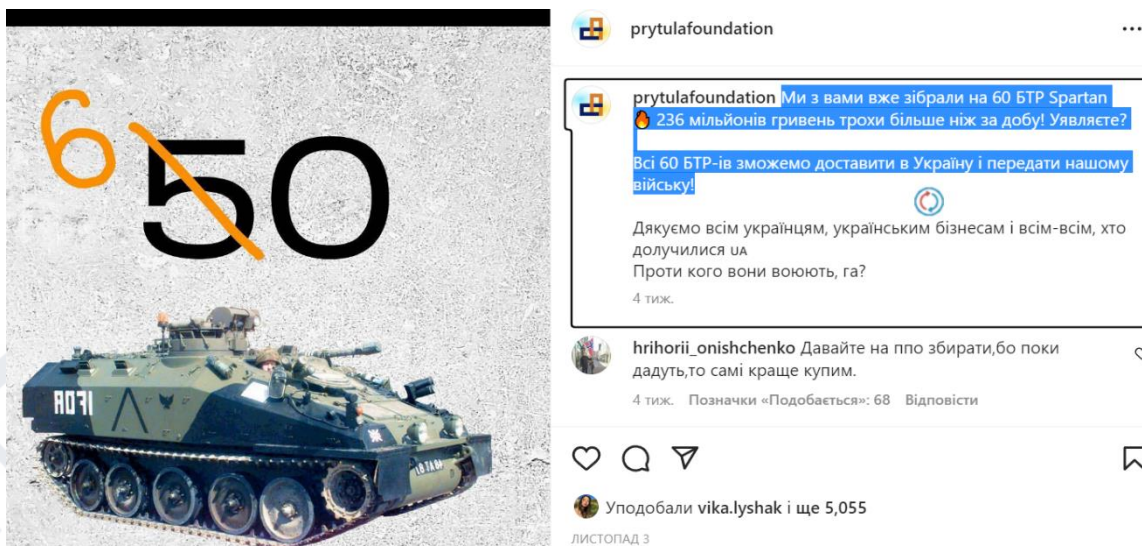 6
50
A071
prytulafoundation
prytulafoundation Ми з вами вже зібрали на 60 БТР Spartan
🔥 236 мільйонів гривень трохи більше ніж за добу! Уявляєте?
Всі 60 БТР-ів зможемо доставити в Україну і передати нашому
війську!
Дякуємо всім українцям, українським бізнесам і всім-всім, хто
долучилися UA
Проти кого вони воюють, га?
4 тиж.
hrihorii_onishchenko Давайте на ппо збирати,бо поки
дадуть,то самі краще купим.
4 тиж. Позначки «Подобається»: 68 Відповісти
Уподобали vika.lyshak і ще 5,055
ЛИСТОПАД 3